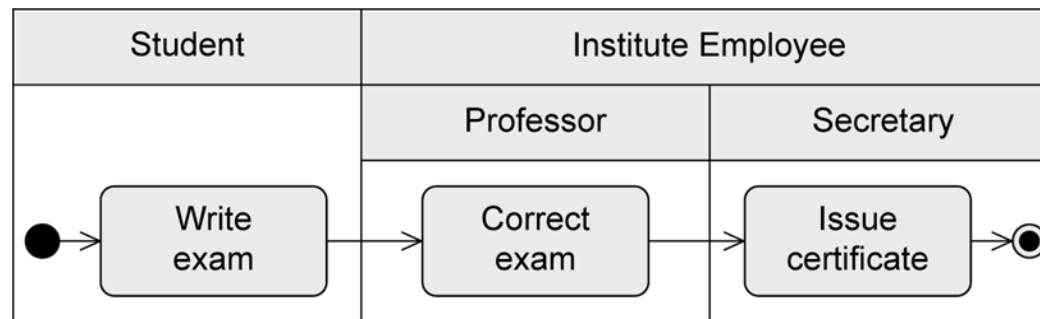 Student
Institute Employee
Professor
Secretary
Write
exam
Correct
exam
Issue
certificate